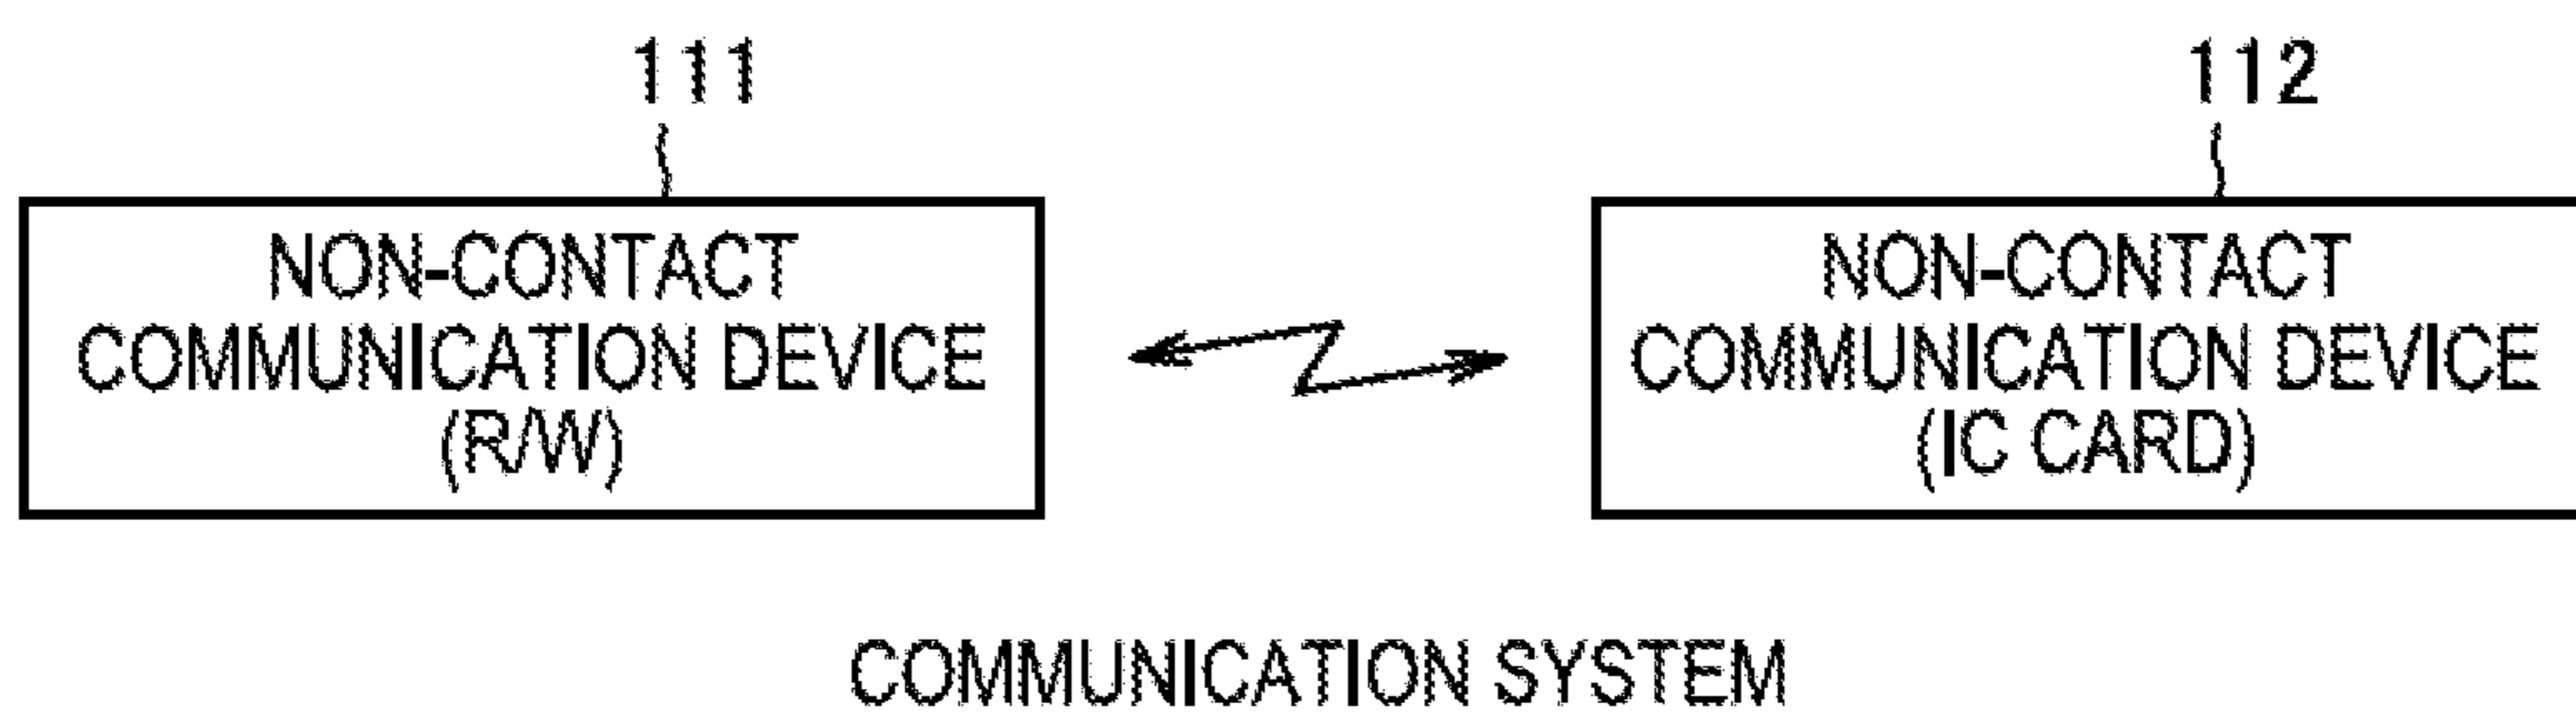 111
112
NON-CONTACT
COMMUNICATION DEVICE
(R/W)
NON-CONTACT
COMMUNICATION DEVICE
(IC CARD)
COMMUNICATION SYSTEM